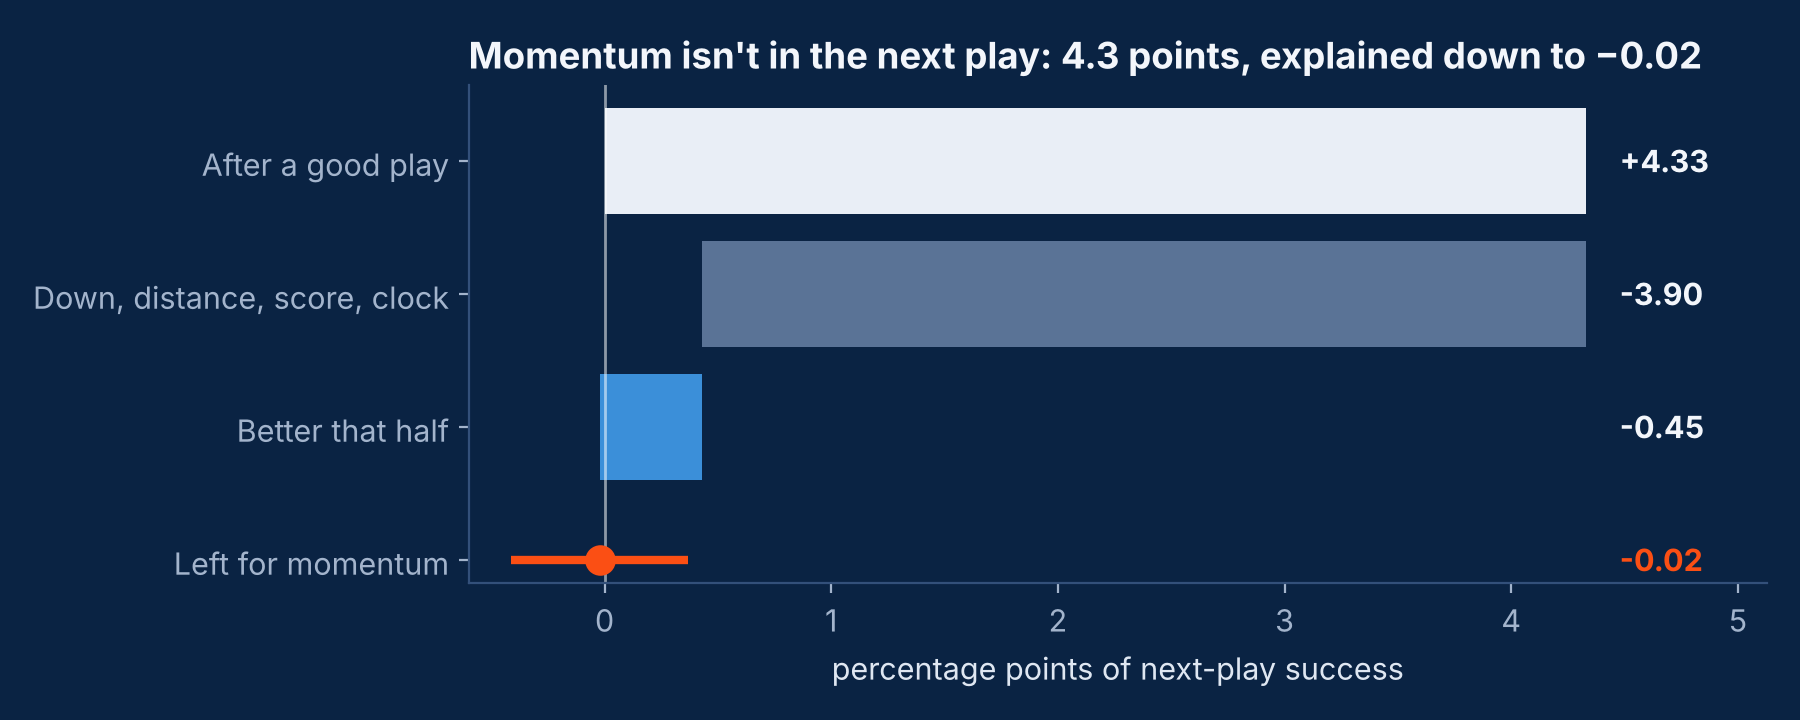 Momentum isn't in the next play: 4.3 points, explained down to −0.02
After a good play
+4.33
Down, distance, score, clock
-3.90
Better that half
-0.45
Left for momentum
-0.02
0 1 2 3 4 5
percentage points of next-play success